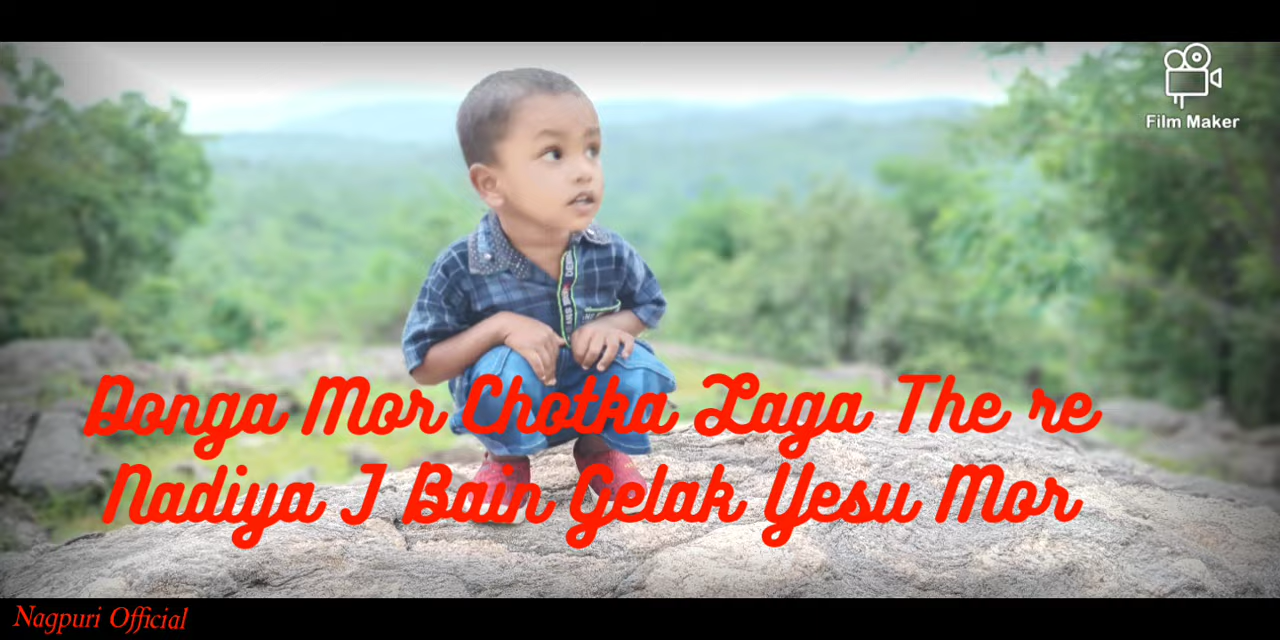 Film Maker
Donga Mor Chotka Laga The re
Nadiya I Bain Gelak Yesu Mor
Nagpuri Official